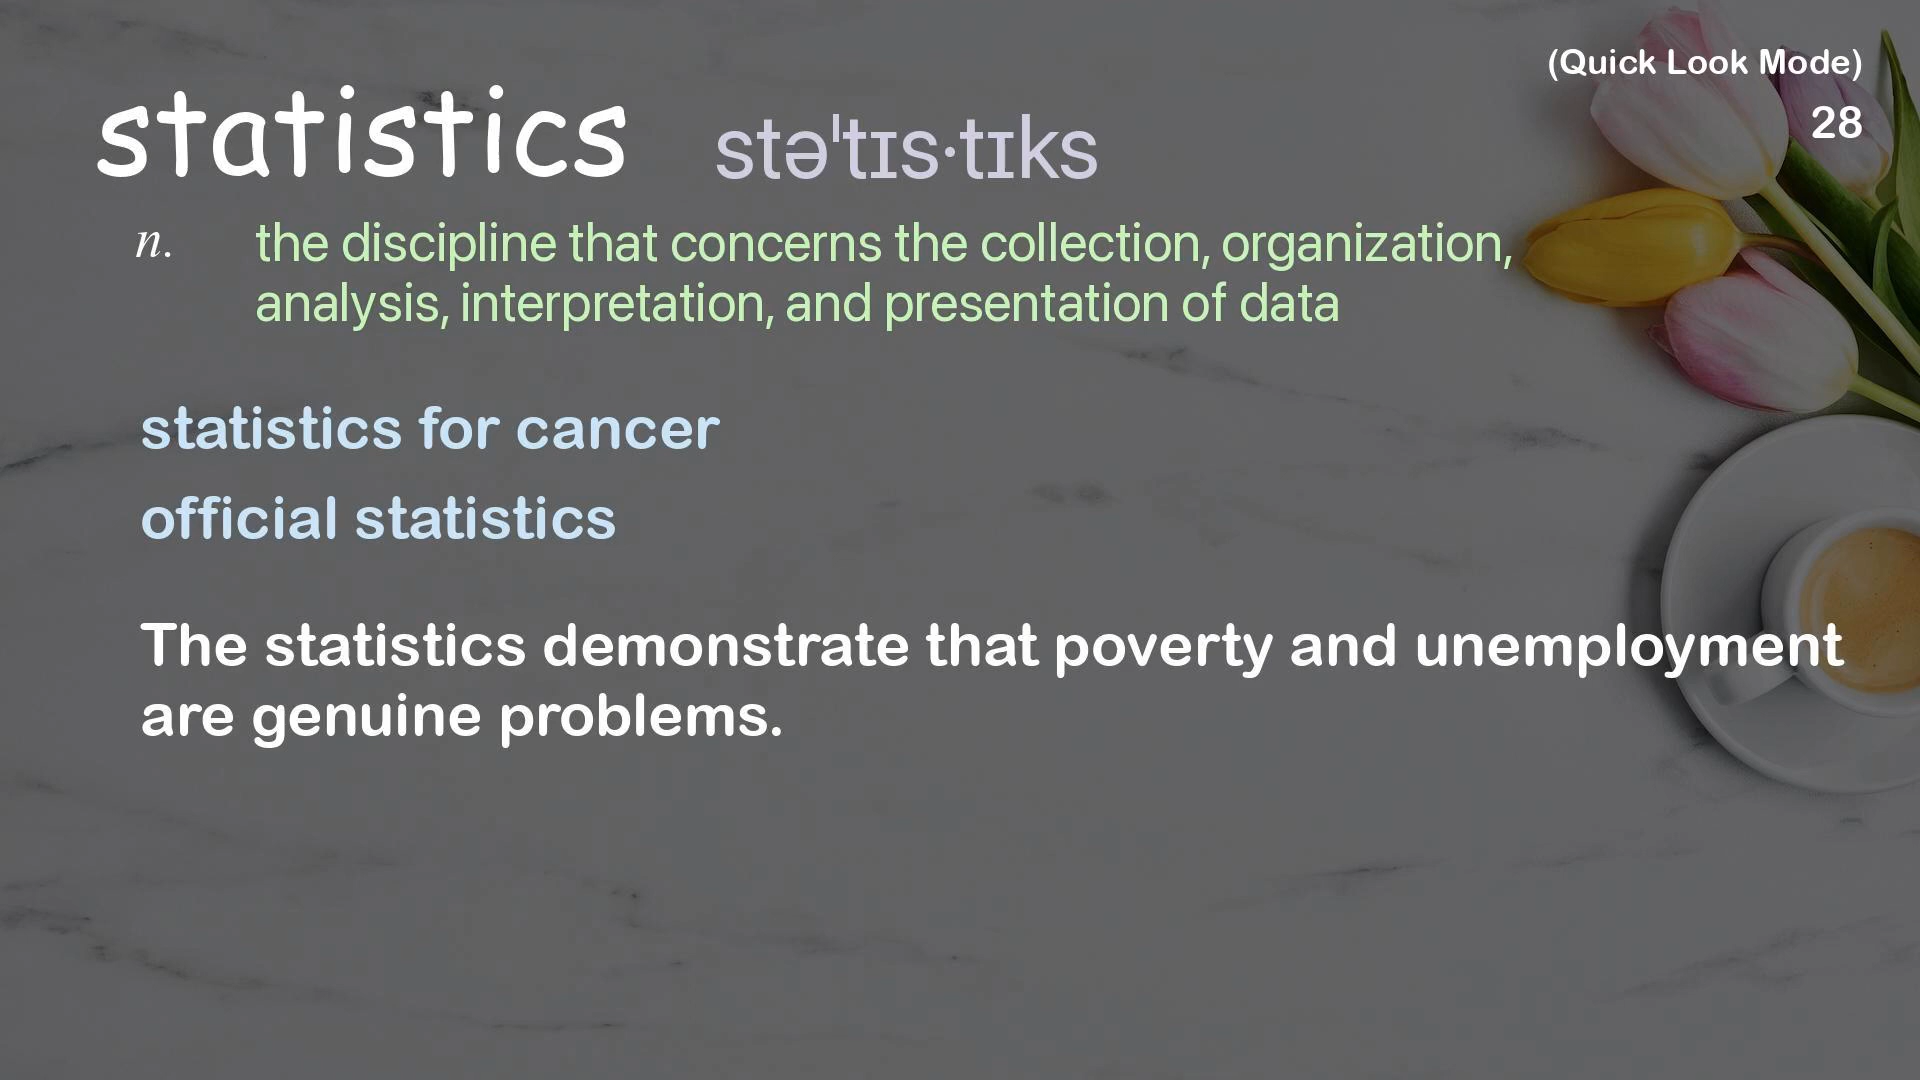 (Quick Look Mode)
28
statistics stəˈtɪs·tɪks
n. the discipline that concerns the collection, organization,
analysis, interpretation, and presentation of data
statistics for cancer
official statistics
The statistics demonstrate that poverty and unemployment
are genuine problems.